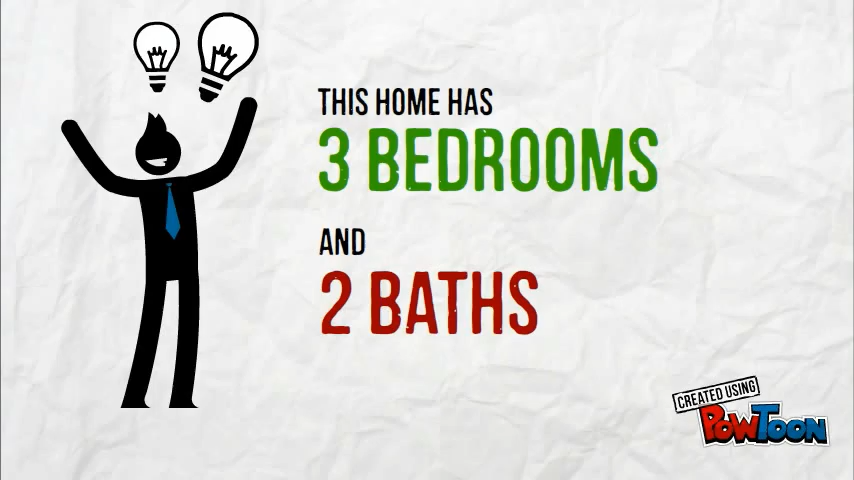 THIS HOME HAS
3 BEDROOMS
AND
2 BATHS
CREATED USING
POWTOON